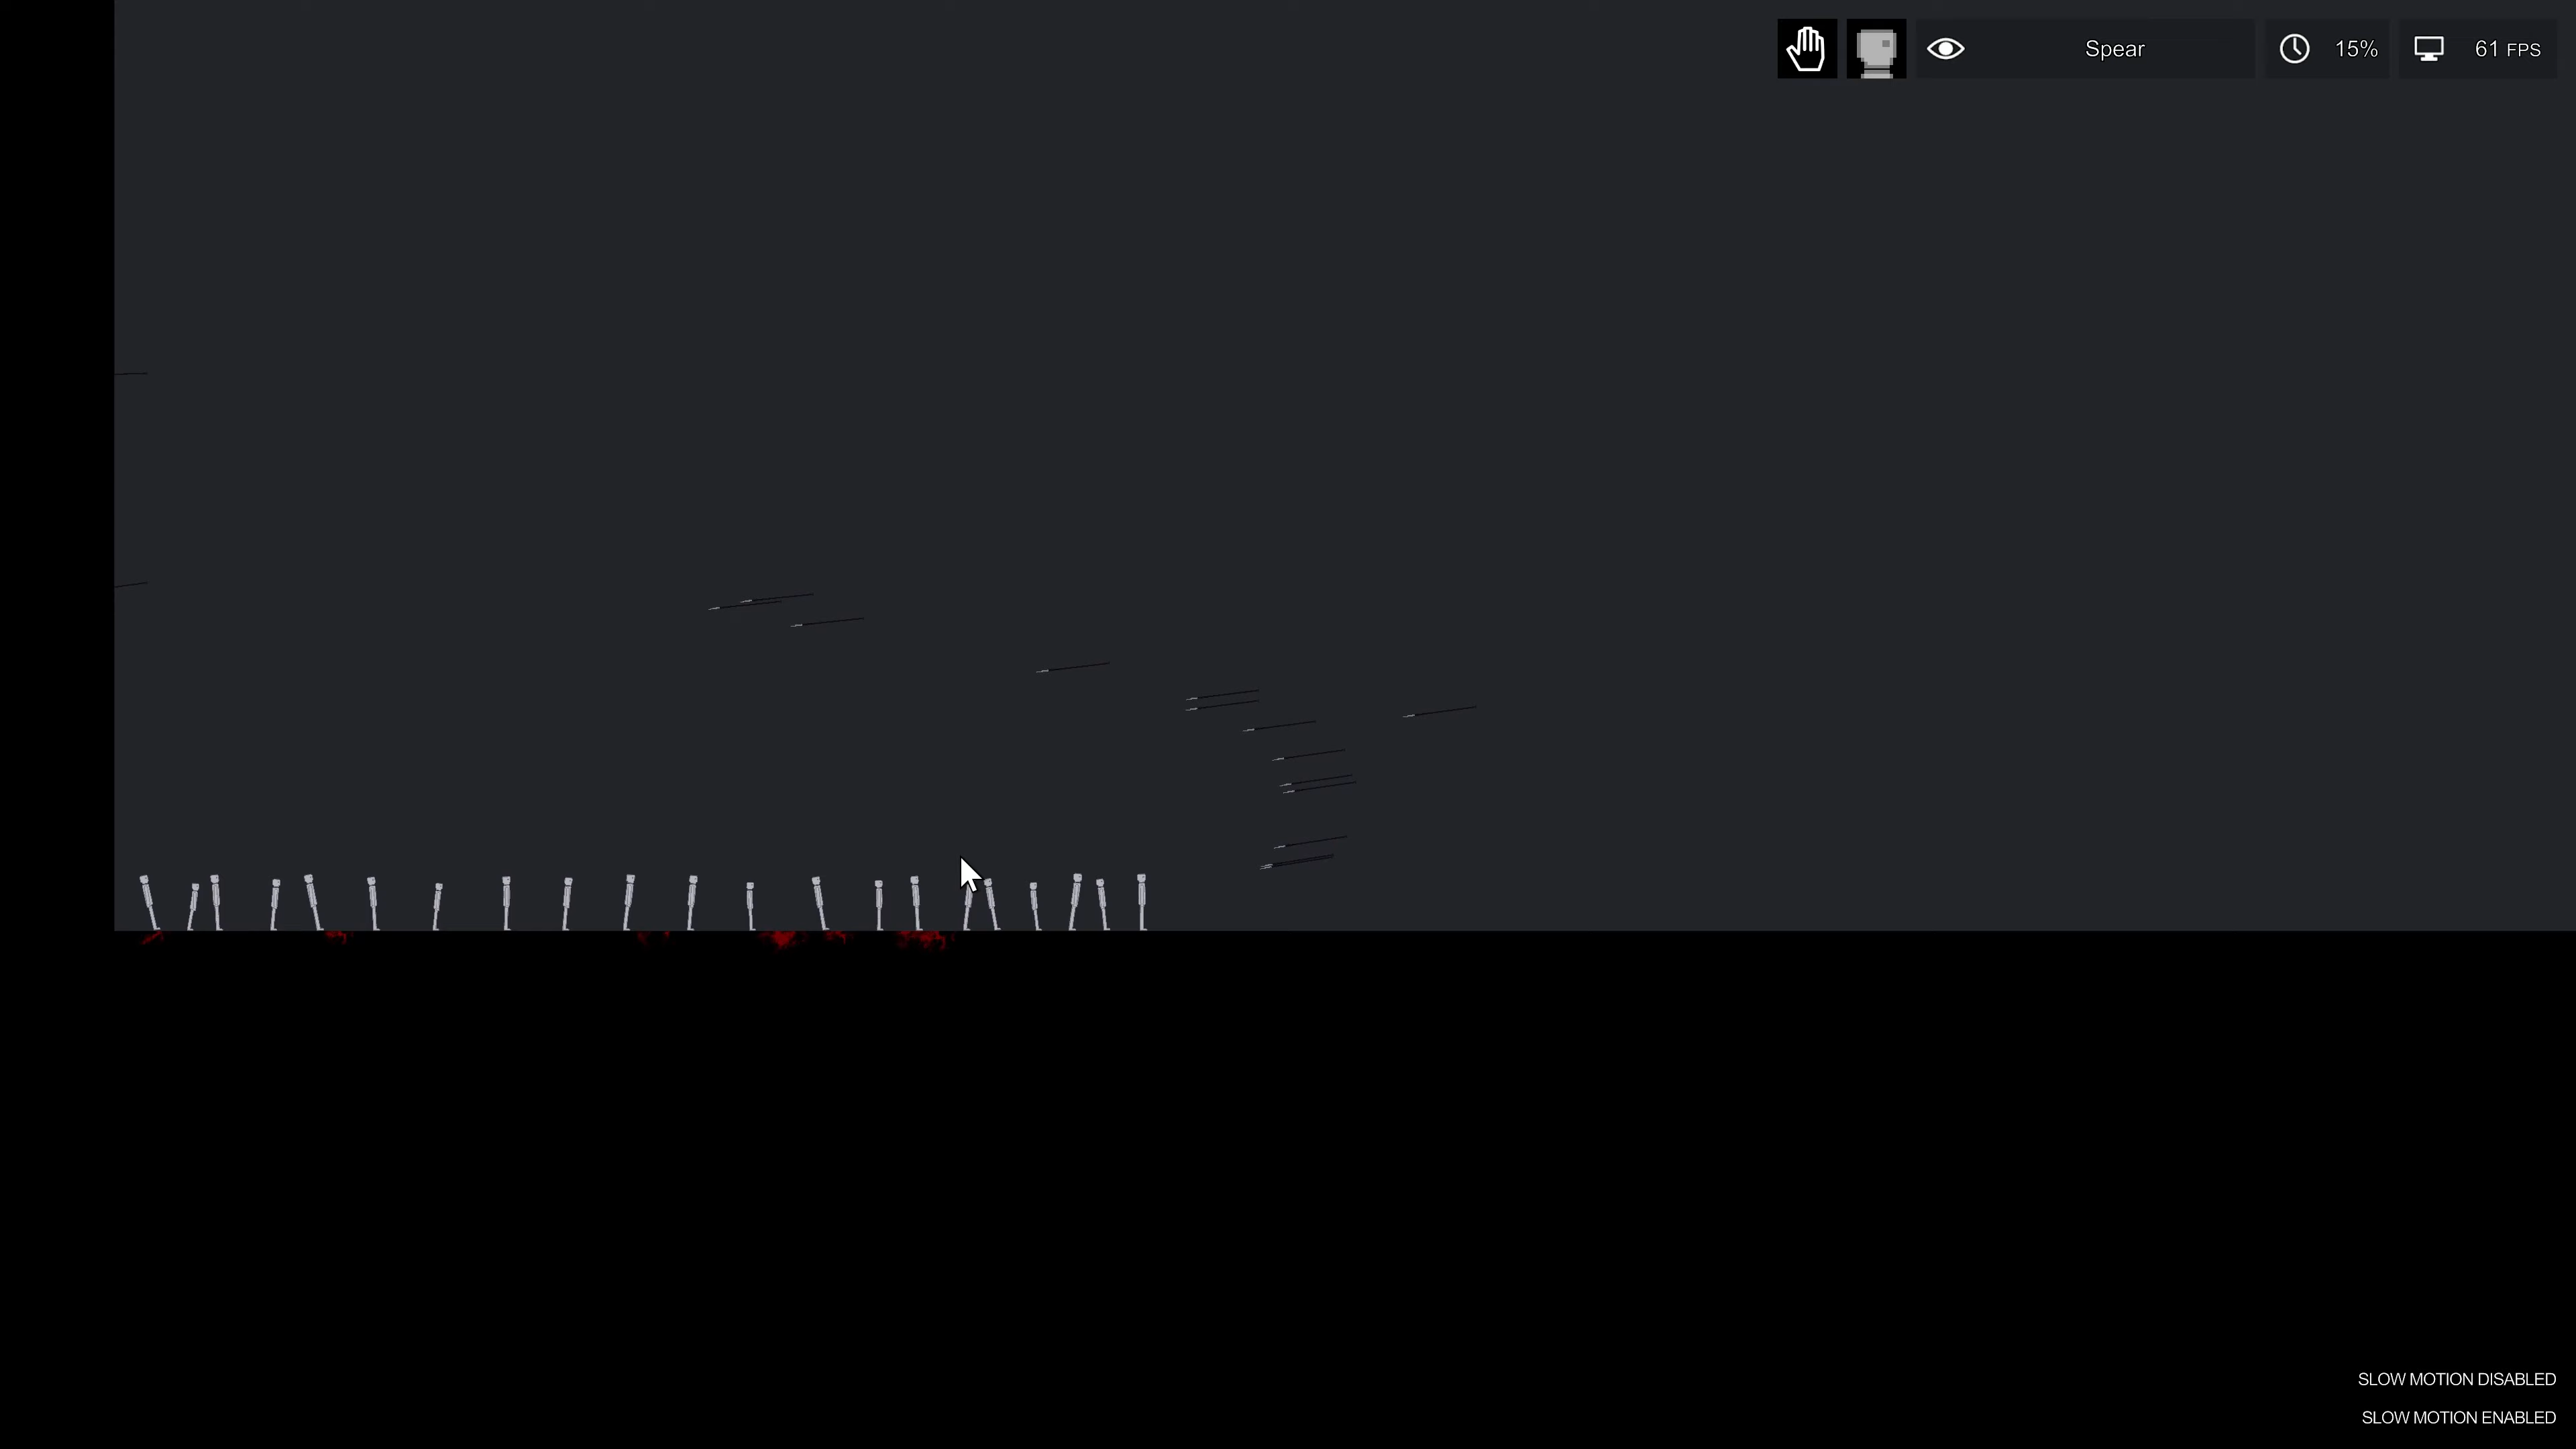 Spear
15%
61 FPS
SLOW MOTION DISABLED
SLOW MOTION ENABLED